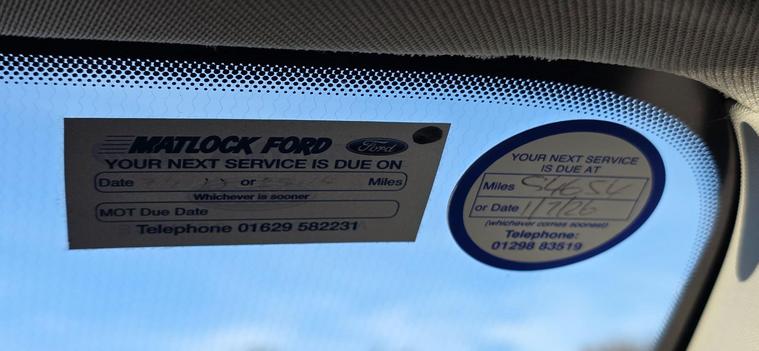 MATLOCK FORD Ford
YOUR NEXT SERVICE IS DUE ON
Date or Miles
Whichever is sooner
MOT Due Date
Telephone 01629 582231
YOUR NEXT SERVICE
IS DUE AT
Miles
or Date 1/7/26
(whichever comes soonest)
Telephone:
01298 83519